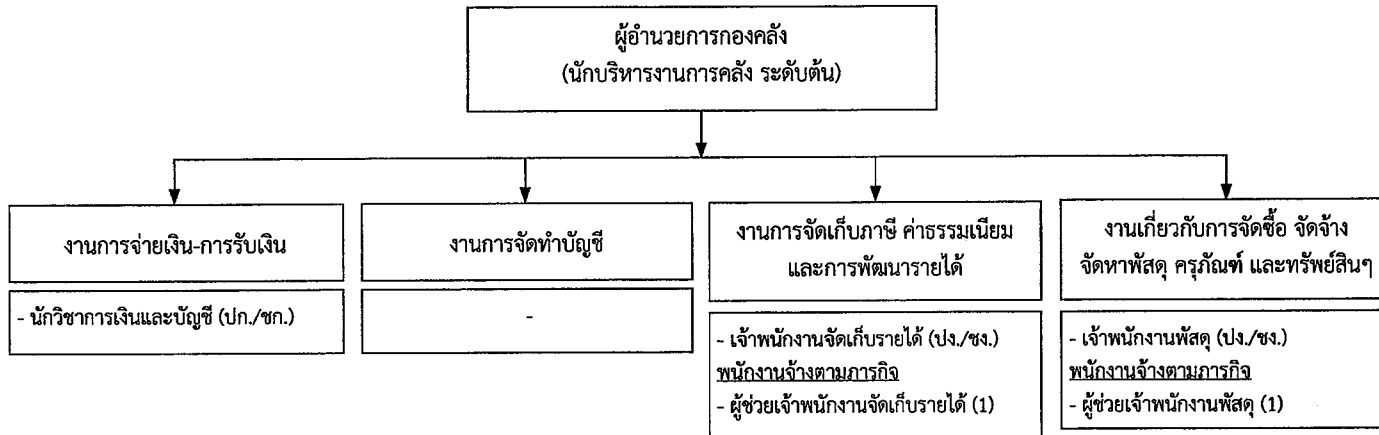 ผู้อำนวยการกองคลัง
(นักบริหารงานการคลัง ระดับต้น)
งานการจ่ายเงิน-การรับเงิน
- นักวิชาการเงินและบัญชี (ปก./ชก.)
งานการจัดทำบัญชี
-
งานการจัดเก็บภาษี ค่าธรรมเนียม
และการพัฒนารายได้
- เจ้าพนักงานจัดเก็บรายได้ (ปง./ชง.)
พนักงานจ้างตามภารกิจ
- ผู้ช่วยเจ้าพนักงานจัดเก็บรายได้ (1)
งานเกี่ยวกับการจัดซื้อ จัดจ้าง
จัดหาพัสดุ ครุภัณฑ์ และทรัพย์สินๆ
- เจ้าพนักงานพัสดุ (ปง./ชง.)
พนักงานจ้างตามภารกิจ
- ผู้ช่วยเจ้าพนักงานพัสดุ (1)